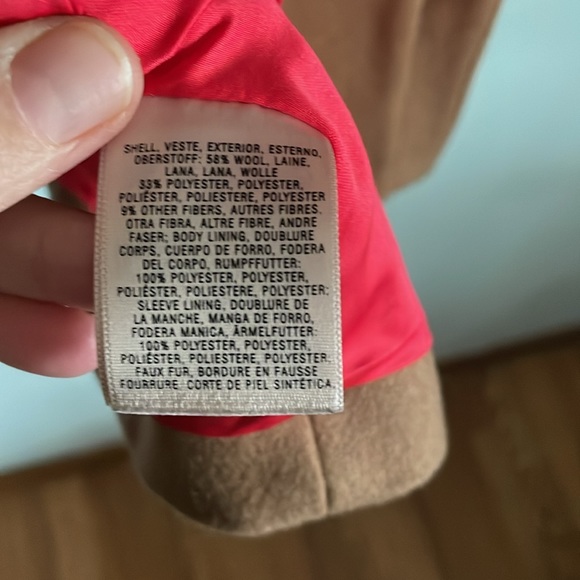 SHELL, VESTE, EXTERIOR, ESTERNO,
OBERSTOFF: 58% WOOL, LAINE,
LANA, LANA, WOLLE
33% POLYESTER, POLYESTER,
POLIÉSTER, POLIESTERE, POLYESTER
9% OTHER FIBERS, AUTRES FIBRES.
OTRA FIBRA, ALTRE FIBRE, ANDRE
FASER; BODY LINING, DOUBLURE
CORPS, CUERPO DE FORRO, FODERA
DEL CORPO, RUMPFFUTTER:
100% POLYESTER, POLYESTER,
POLIÉSTER, POLIESTERE, POLYESTER:
SLEEVE LINING, DOUBLURE DE
LA MANCHE, MANGA DE FORRO,
FODERA MANICA, ÄRMELFUTTER:
100% POLYESTER, POLYESTER,
POLIÉSTER, POLIESTERE, POLYESTER.
FAUX FUR, BORDURE EN FAUSSE
FOURRURE, CORTE DE PIEL SINTÉTICA,